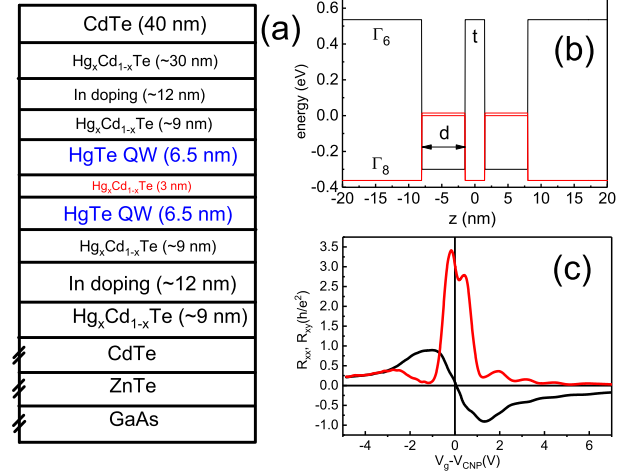 CdTe (40 nm)
HgxCd1-xTe (~30 nm)
In doping (~12 nm)
HgxCd1-xTe (~9 nm)
HgTe QW (6.5 nm)
HgxCd1-xTe (3 nm)
HgTe QW (6.5 nm)
HgxCd1-xTe (~9 nm)
In doping (~12 nm)
HgxCd1-xTe (~9 nm)
CdTe
ZnTe
GaAs
(a)
(b)
energy (eV)
0.6
0.4
0.2
0.0
-0.2
-0.4
Γ6
t
d
Γ8
-20 -15 -10 -5 0 5 10 15 20
z (nm)
(c)
Rxx, Rxy(h/e2)
3.5
3.0
2.5
2.0
1.5
1.0
0.5
0.0
-0.5
-1.0
-4 -2 0 2 4 6
Vg-VCNP(V)